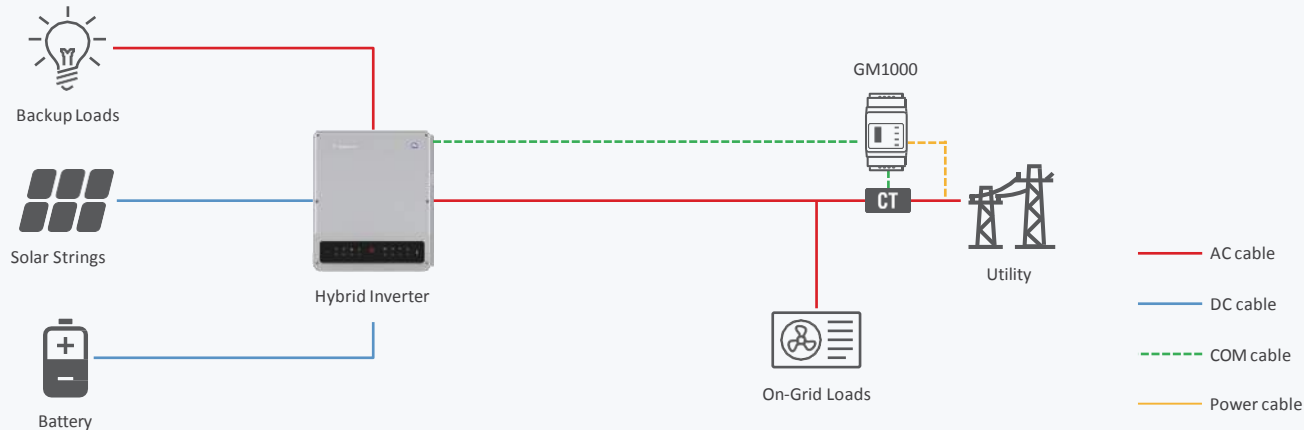 GM1000
Backup Loads
CT
Solar Strings
Hybrid Inverter
Utility
AC cable
DC cable
On-Grid Loads
COM cable
Battery
Power cable